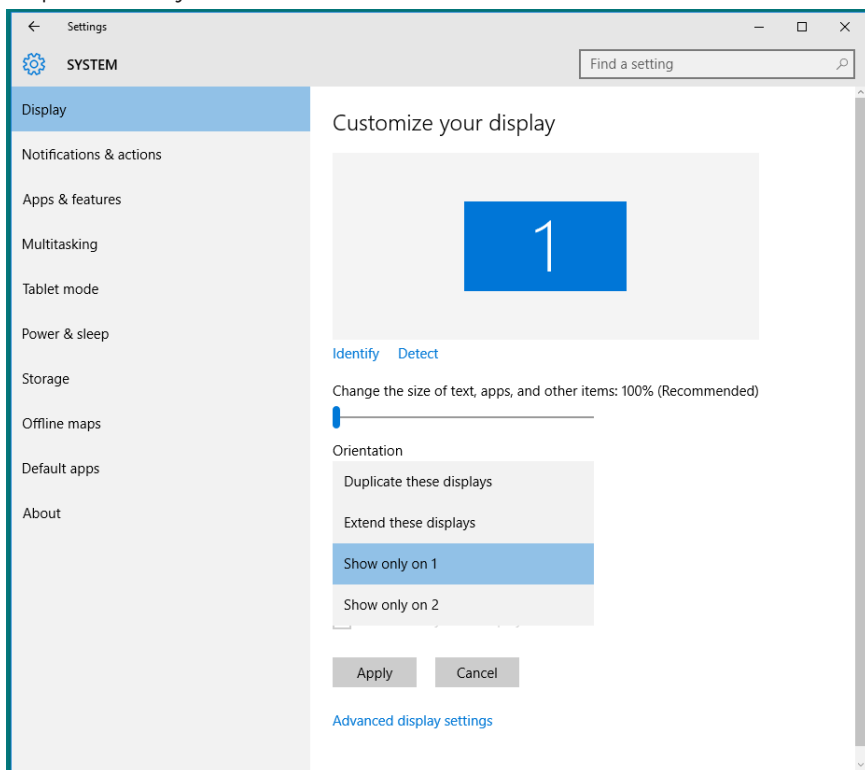 Settings
SYSTEM
Find a setting
Display
Notifications & actions
Apps & features
Multitasking
Tablet mode
Power & sleep
Storage
Offline maps
Default apps
About
Customize your display
1
Identify Detect
Change the size of text, apps, and other items: 100% (Recommended)
Orientation
Duplicate these displays
Extend these displays
Show only on 1
Show only on 2
Apply Cancel
Advanced display settings